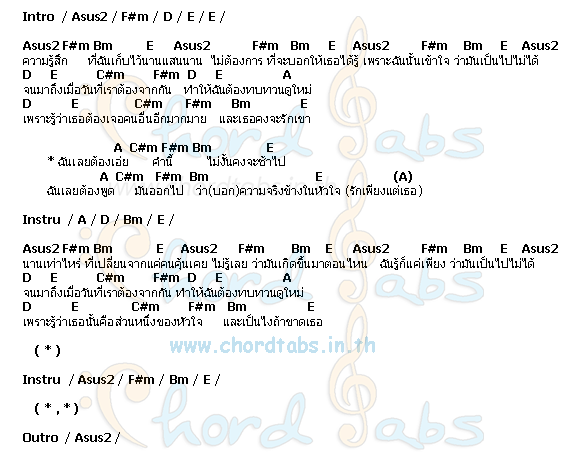 Intro / Asus2 / F#m / D / E / E /
Asus2 F#m Bm E Asus2 F#m Bm E Asus2 F#m Bm E Asus2
ความรู้สึก ที่ฉันเก็บไว้นานแสนนาน ไม่ต้องการ ที่จะบอกให้เธอได้รู้ เพราะฉันนั้นเข้าใจ ว่ามันเป็นไปไม่ได้
D E C#m F#m D E A
จนมาถึงเมื่อวันที่เราต้องจากกัน ทำให้ฉันต้องทบทวนดูใหม่
D E C#m F#m Bm E
เพราะรู้ว่าเธอต้องเจอคนอื่นอีกมากมาย และเธอคงจะรักเขา
A C#m F#m Bm E
* ฉันเลยต้องเอ่ย คำนี้ ไม่งั้นคงจะช้าไป
A C#m F#m Bm E (A)
ฉันเลยต้องพูด มันออกไป ว่า(บอก)ความจริงข้างในหัวใจ (รักเพียงแต่เธอ)
Instru / A / D / Bm / E /
Asus2 F#m Bm E Asus2 F#m Bm E Asus2 F#m Bm E Asus2
นานเท่าไหร่ ที่เปลี่ยนจากแค่คนคุ้นเคย ไม่รู้เลย ว่ามันเกิดขึ้นมาตอนไหน ฉันรู้ก็แค่เพียง ว่ามันเป็นไปไม่ได้
D E C#m F#m D E A
จนมาถึงเมื่อวันที่เราต้องจากกัน ทำให้ฉันต้องทบทวนดูใหม่
D E C#m F#m Bm E
เพราะรู้ว่าเธอนั้นคือส่วนหนึ่งของหัวใจ และเป็นไงถ้าขาดเธอ
( * )
www.chordtabs.in.th
Instru / Asus2 / F#m / Bm / E /
( * , * )
Outro / Asus2 /